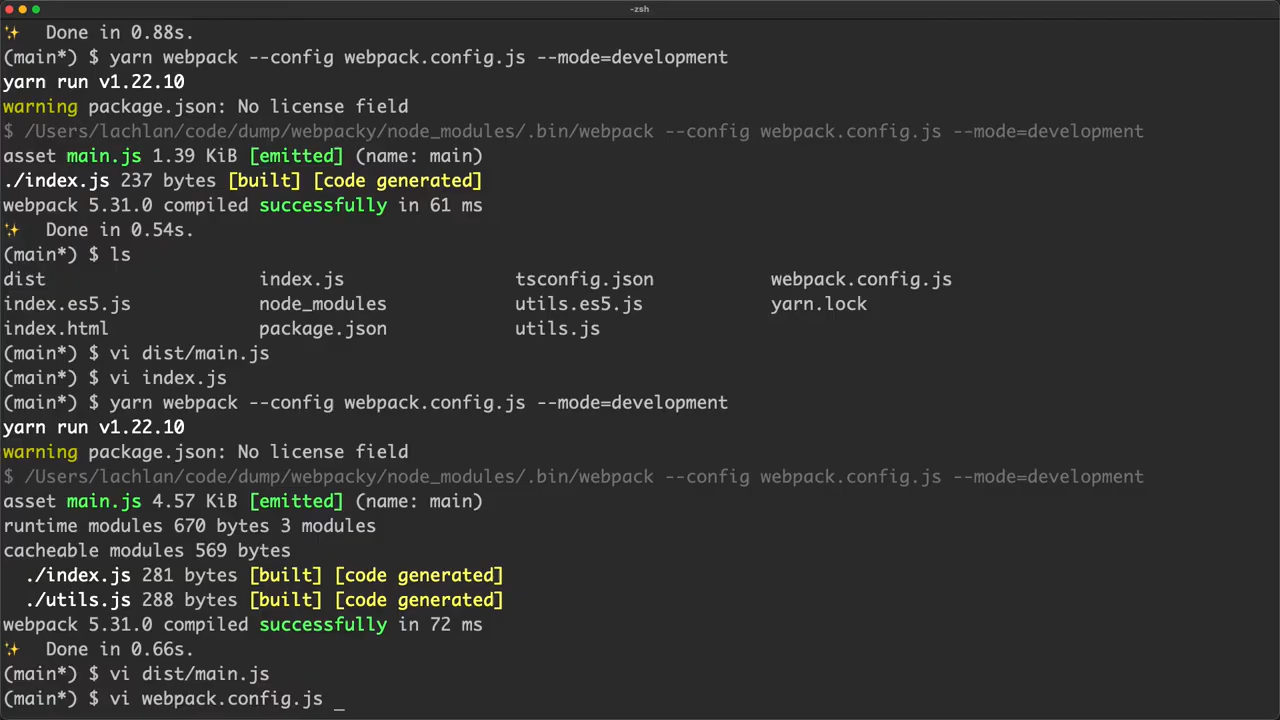 -zsh
✨  Done in 0.88s.
(main*) $ yarn webpack --config webpack.config.js --mode=development
yarn run v1.22.10
warning package.json: No license field
$ /Users/lachlan/code/dump/webpacky/node_modules/.bin/webpack --config webpack.config.js --mode=development
asset main.js 1.39 KiB [emitted] (name: main)
./index.js 237 bytes [built] [code generated]
webpack 5.31.0 compiled successfully in 61 ms
✨  Done in 0.54s.
(main*) $ ls
dist index.js tsconfig.json webpack.config.js
index.es5.js node_modules utils.es5.js yarn.lock
index.html package.json utils.js
(main*) $ vi dist/main.js
(main*) $ vi index.js
(main*) $ yarn webpack --config webpack.config.js --mode=development
yarn run v1.22.10
warning package.json: No license field
$ /Users/lachlan/code/dump/webpacky/node_modules/.bin/webpack --config webpack.config.js --mode=development
asset main.js 4.57 KiB [emitted] (name: main)
runtime modules 670 bytes 3 modules
cacheable modules 569 bytes
  ./index.js 281 bytes [built] [code generated]
  ./utils.js 288 bytes [built] [code generated]
webpack 5.31.0 compiled successfully in 72 ms
✨  Done in 0.66s.
(main*) $ vi dist/main.js
(main*) $ vi webpack.config.js _